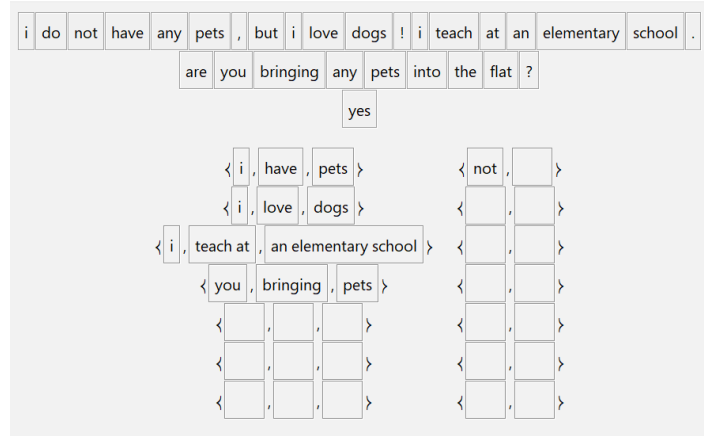 i do not have any pets , but i love dogs ! i teach at an elementary school .
are you bringing any pets into the flat ?
yes
{ i , have , pets } { not , }
{ i , love , dogs } { , }
{ i , teach at , an elementary school } { , }
{ you , bringing , pets } { , }
{ , , } { , }
{ , , } { , }
{ , , } { , }